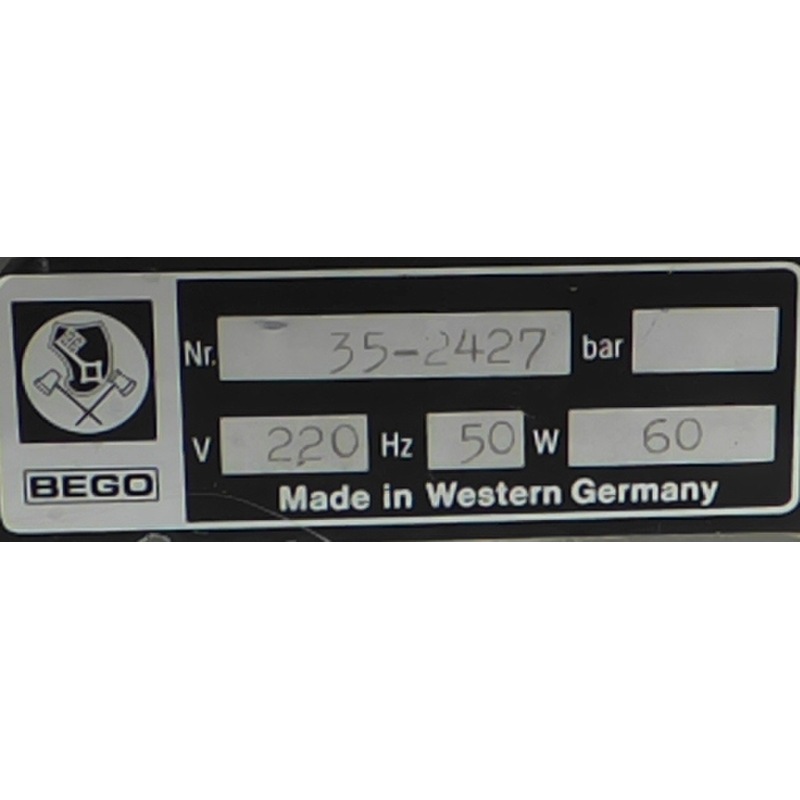 Nr. 35-2427 bar
V 220 Hz 50 W 60
BEGO
Made in Western Germany